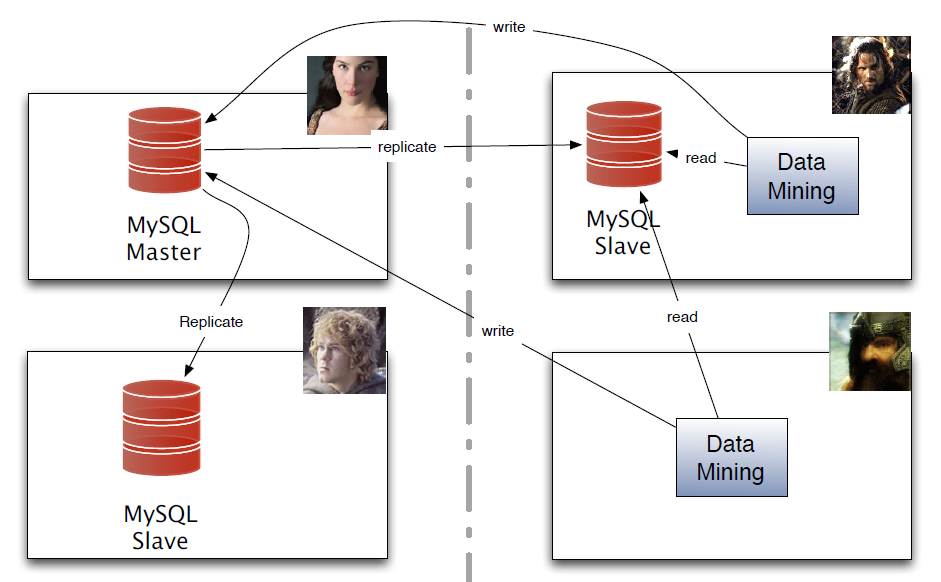 write
replicate
read
Data
Mining
MySQL
Master
MySQL
Slave
Replicate
write
read
Data
Mining
MySQL
Slave